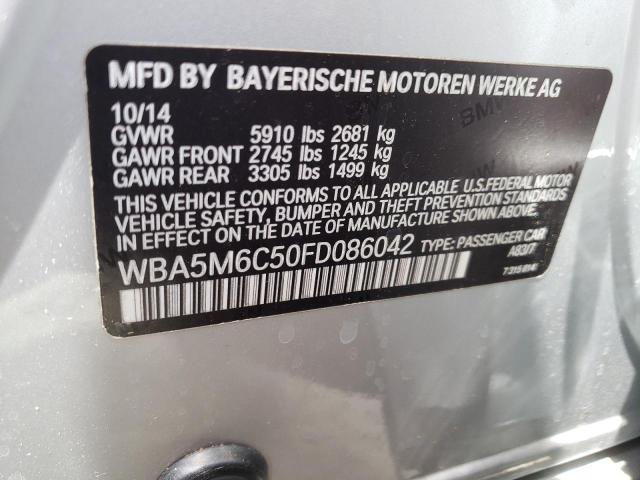 MFD BY BAYERISCHE MOTOREN WERKE AG
10/14
GVWR 5910 lbs 2681 kg
GAWR FRONT 2745 lbs 1245 kg
GAWR REAR 3305 lbs 1499 kg
THIS VEHICLE CONFORMS TO ALL APPLICABLE U.S.FEDERAL MOTOR
VEHICLE SAFETY, BUMPER AND THEFT PREVENTION STANDARDS
IN EFFECT ON THE DATE OF MANUFACTURE SHOWN ABOVE.
WBA5M6C50FD086042 TYPE: PASSENGER CAR
A83/7